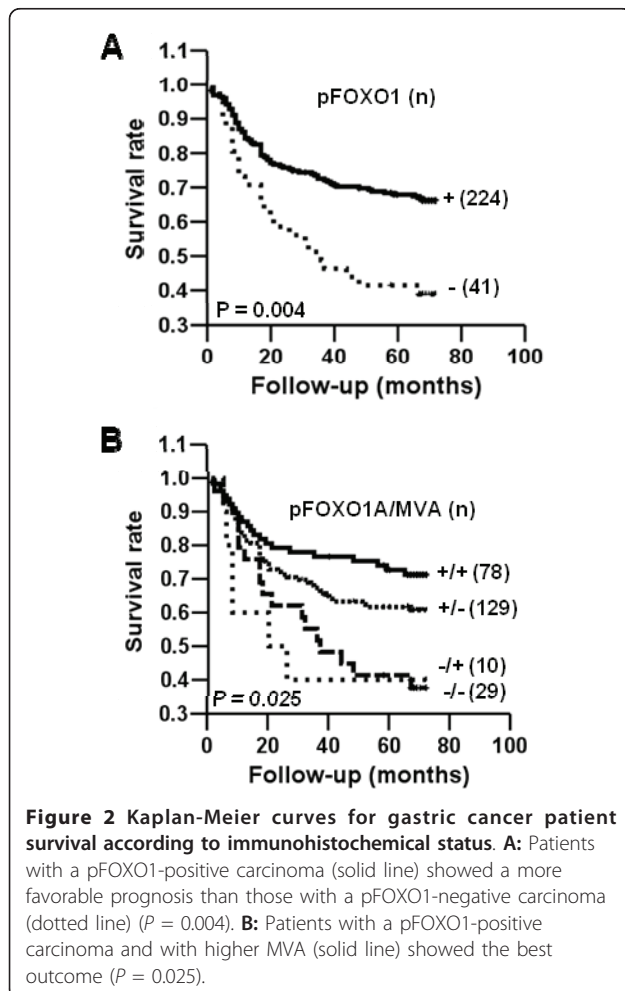 A
1.1
1.0
0.9
0.8
0.7
0.6
0.5
0.4
0.3
Survival rate
pFOXO1 (n)
+ (224)
- (41)
P = 0.004
0 20 40 60 80 100
Follow-up (months)
B
1.1
1.0
0.9
0.8
0.7
0.6
0.5
0.4
0.3
Survival rate
pFOXO1A/MVA (n)
+/+ (78)
+/- (129)
-/+ (10)
-/- (29)
P = 0.025
0 20 40 60 80 100
Follow-up (months)
Figure 2 Kaplan-Meier curves for gastric cancer patient
survival according to immunohistochemical status. A: Patients
with a pFOXO1-positive carcinoma (solid line) showed a more
favorable prognosis than those with a pFOXO1-negative carcinoma
(dotted line) (P = 0.004). B: Patients with a pFOXO1-positive
carcinoma and with higher MVA (solid line) showed the best
outcome (P = 0.025).